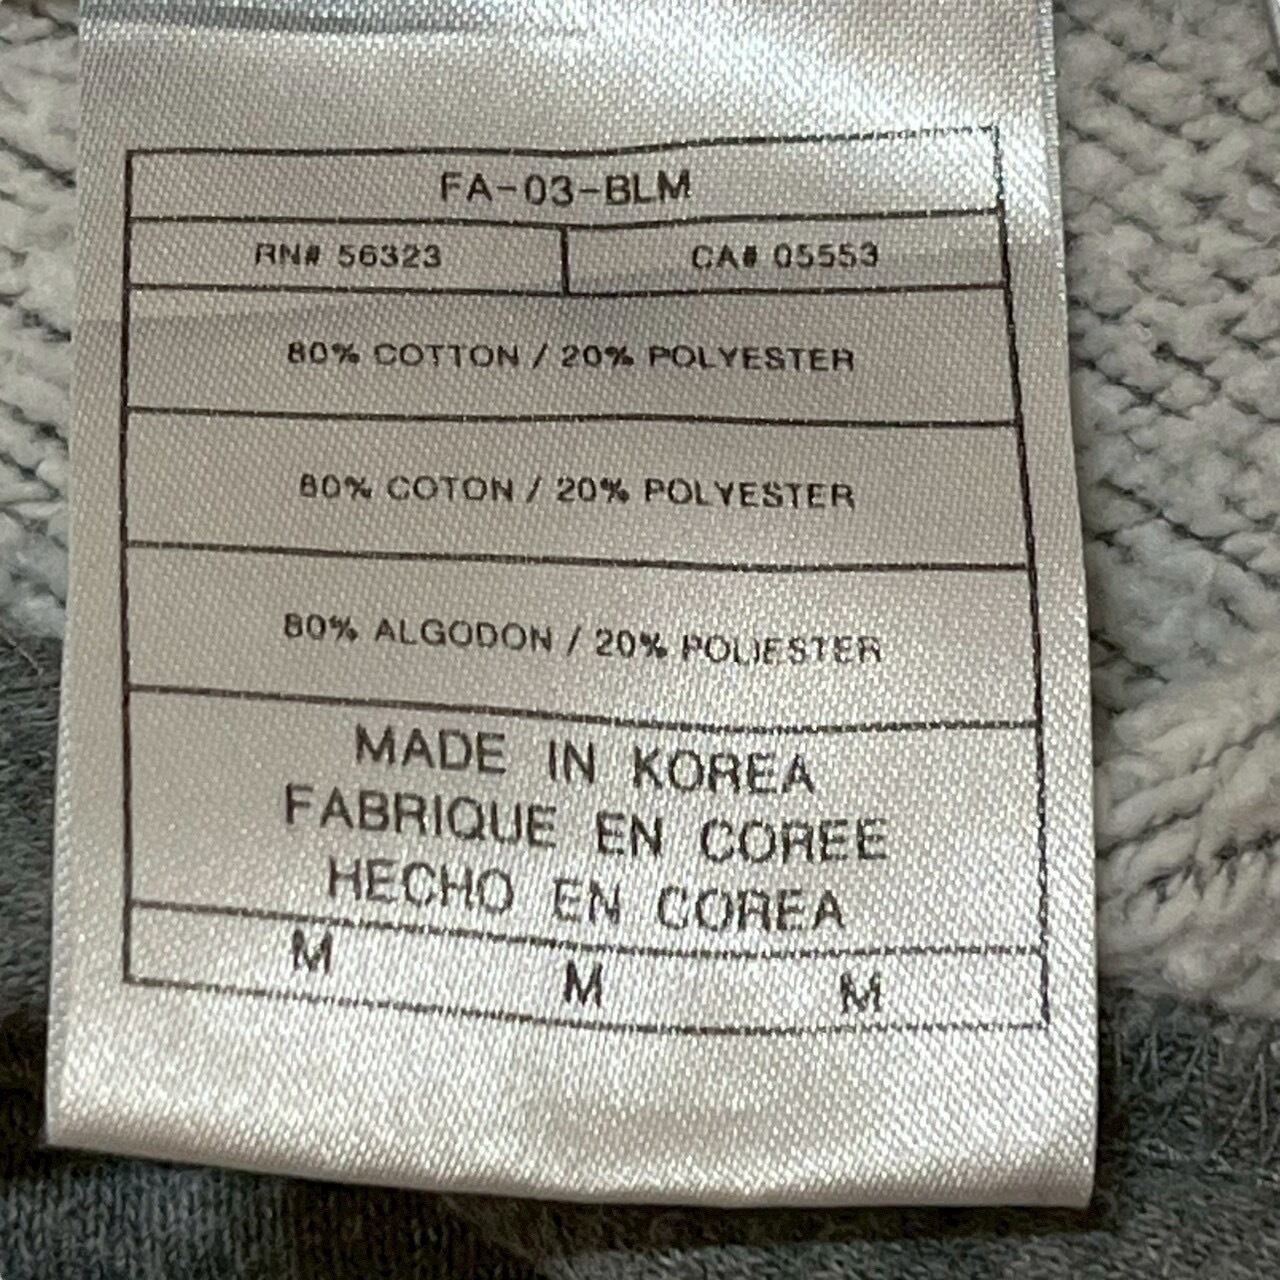 FA-03-BLM
RN# 56323 CA# 05553
80% COTTON / 20% POLYESTER
80% COTON / 20% POLYESTER
80% ALGODON / 20% POLIESTER
MADE IN KOREA
FABRIQUE EN COREE
HECHO EN COREA
M M M